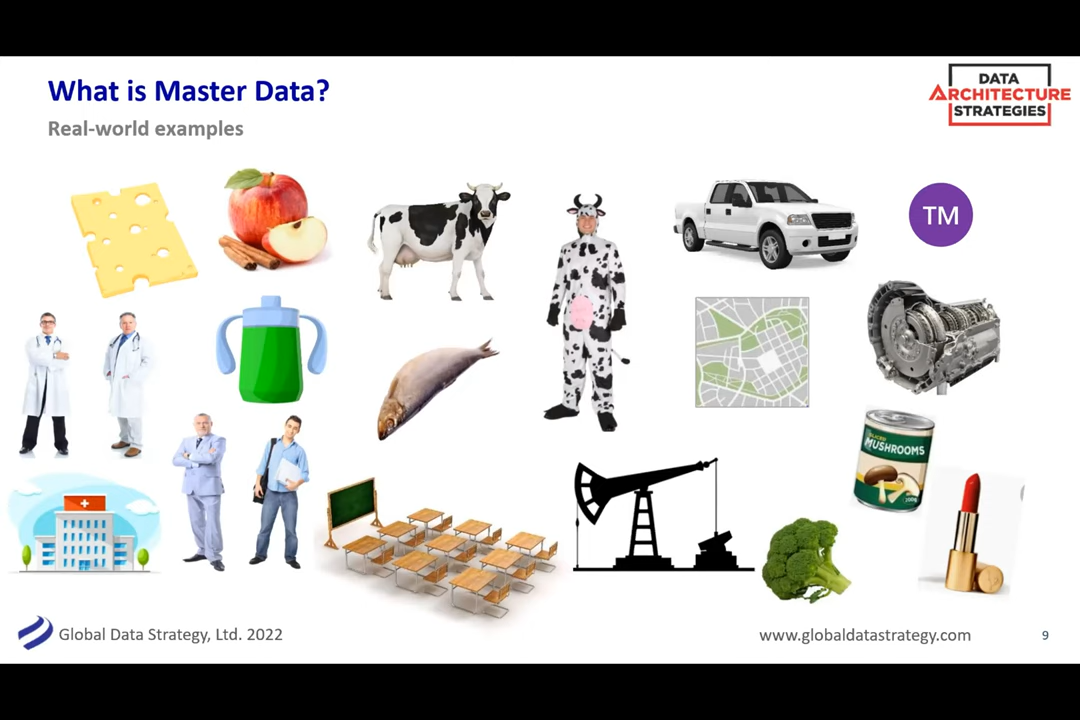 What is Master Data?
Real-world examples
DATA
ARCHITECTURE
STRATEGIES
TM
SLICED
MUSHROOMS
Global Data Strategy, Ltd. 2022
www.globaldatastrategy.com
9